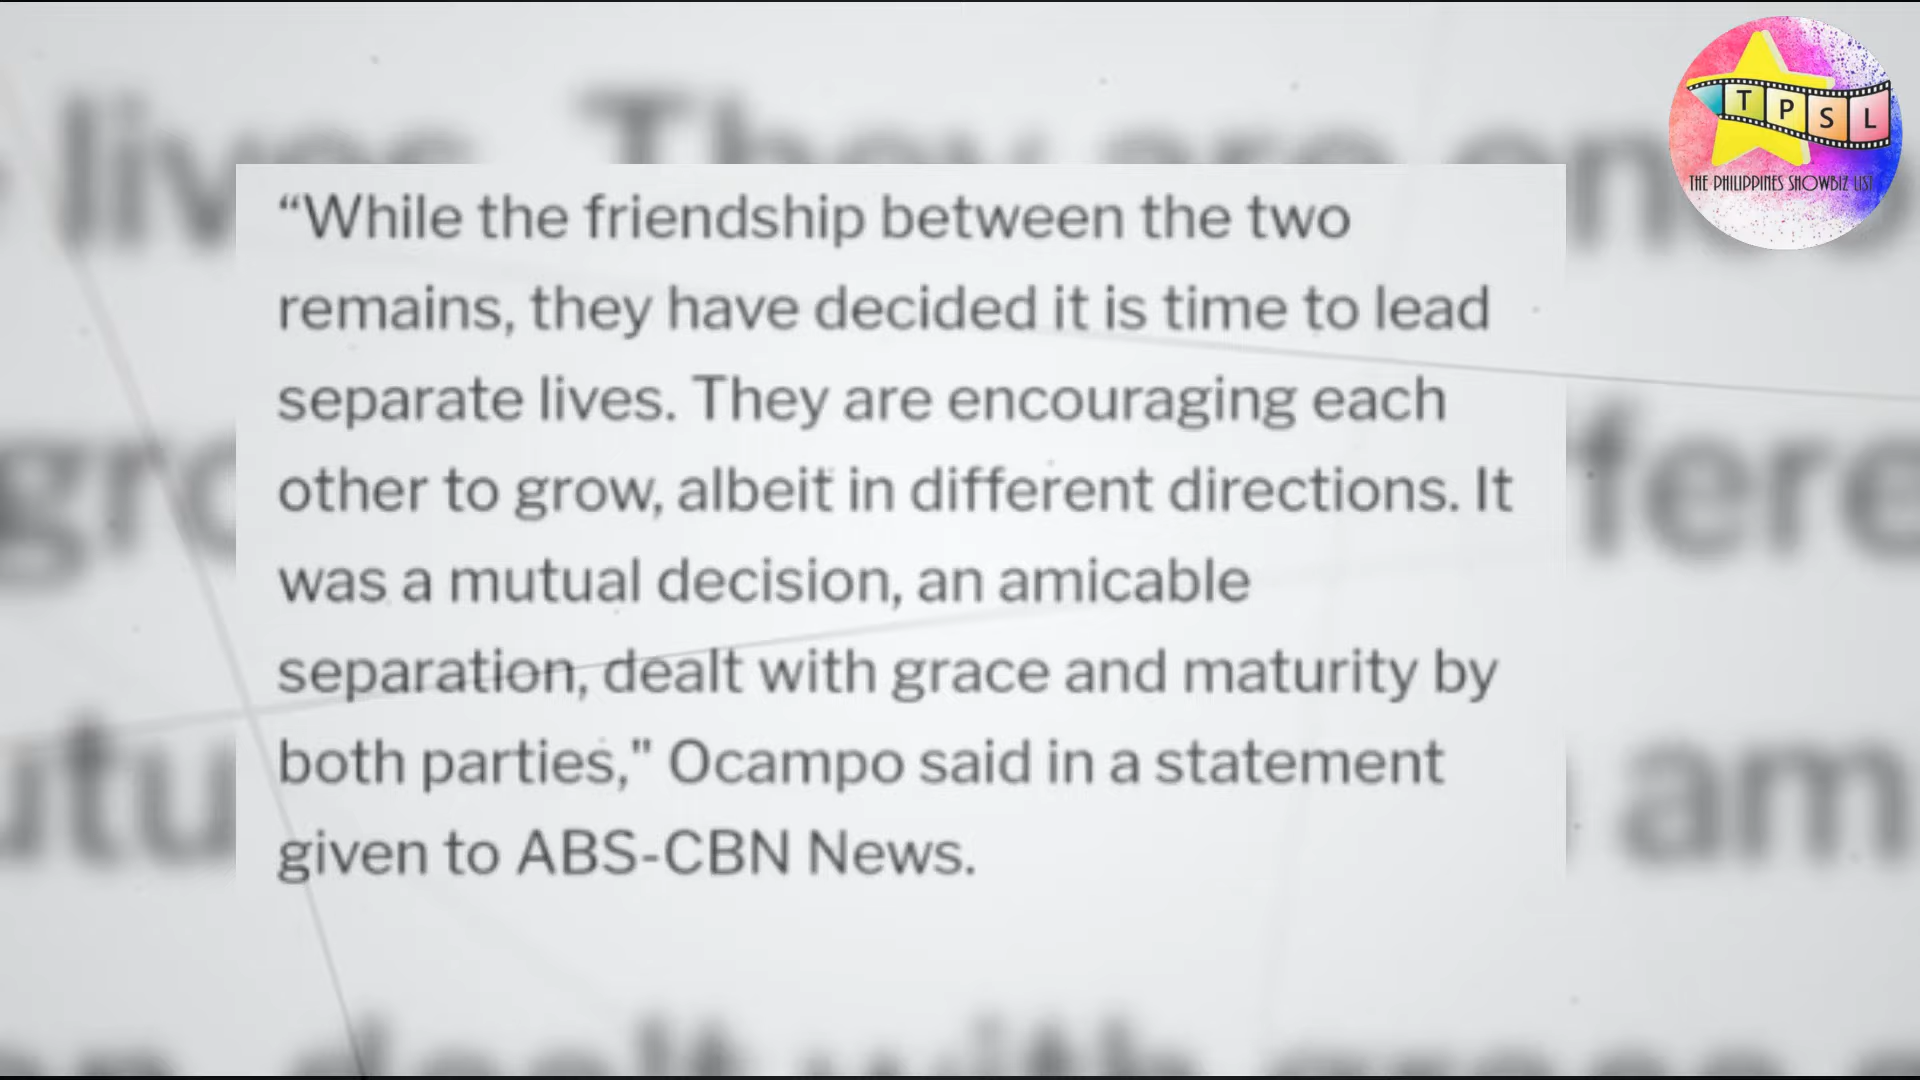 “While the friendship between the two
remains, they have decided it is time to lead
separate lives. They are encouraging each
other to grow, albeit in different directions. It
was a mutual decision, an amicable
separation, dealt with grace and maturity by
both parties," Ocampo said in a statement
given to ABS-CBN News.
TPSL
THE PHILIPPINES SHOWBIZ LIST